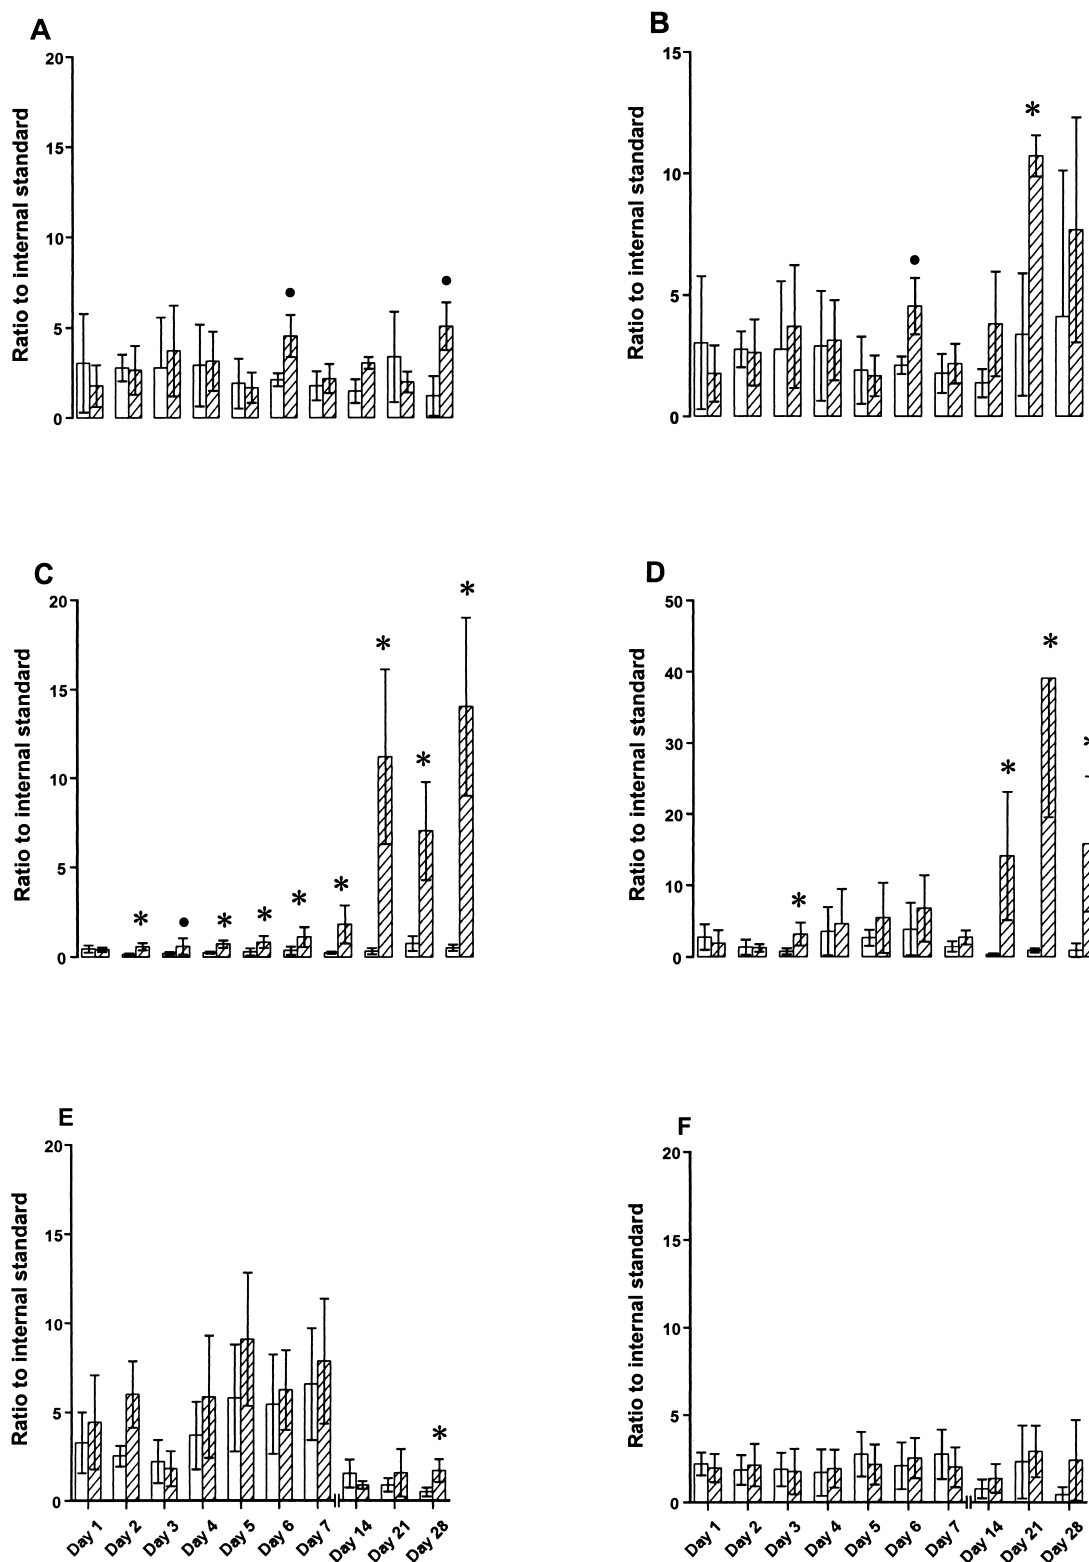 A
Ratio to internal standard
20
15
10
5
0
●
●
B
Ratio to internal standard
15
10
5
0
●
*
C
Ratio to internal standard
20
15
10
5
0
*
●
*
*
*
*
*
*
*
D
Ratio to internal standard
50
40
30
20
10
0
*
*
*
*
E
Ratio to internal standard
20
15
10
5
0
*
Day 1
Day 2
Day 3
Day 4
Day 5
Day 6
Day 7
Day 14
Day 21
Day 28
F
Ratio to internal standard
20
15
10
5
0
Day 1
Day 2
Day 3
Day 4
Day 5
Day 6
Day 7
Day 14
Day 21
Day 28